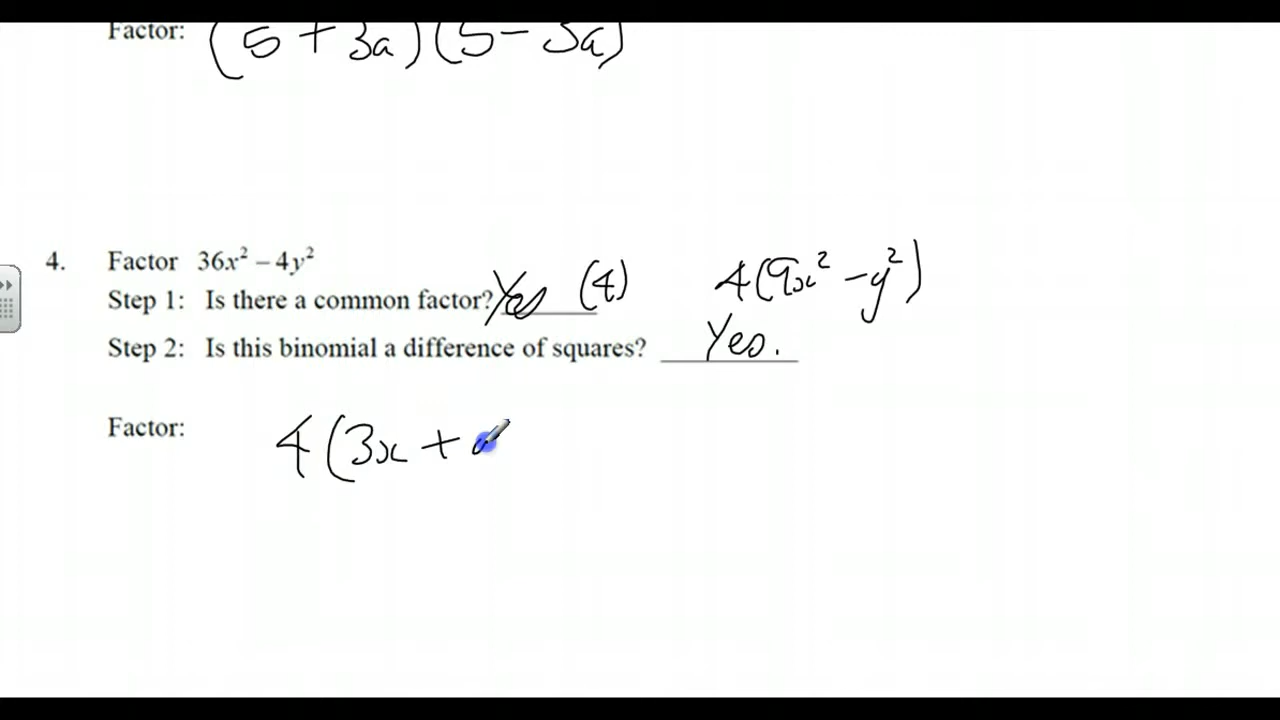 Factor: (5 + 3a)(5 - 3a)
4. Factor 36x² – 4y²
Step 1: Is there a common factor? Yes (4) 4(9x² - y²)
Step 2: Is this binomial a difference of squares? Yes.
Factor: 4(3x +